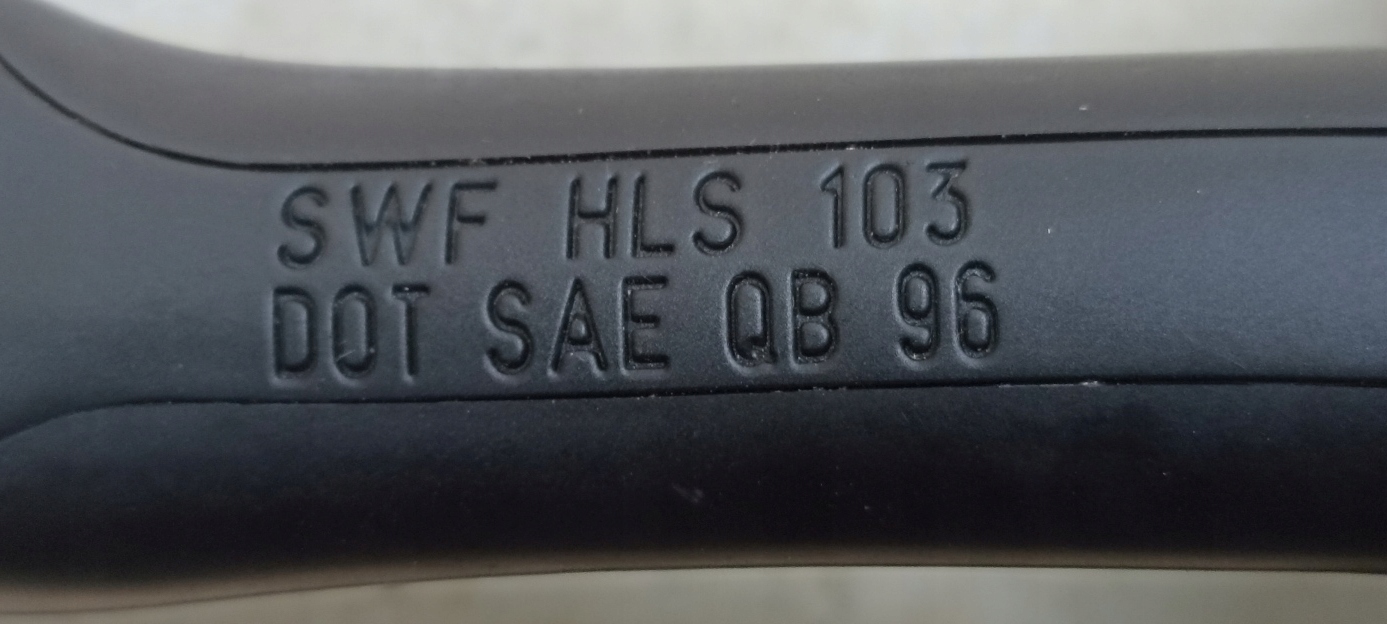 SWF HLS 103
DOT SAE QB 96